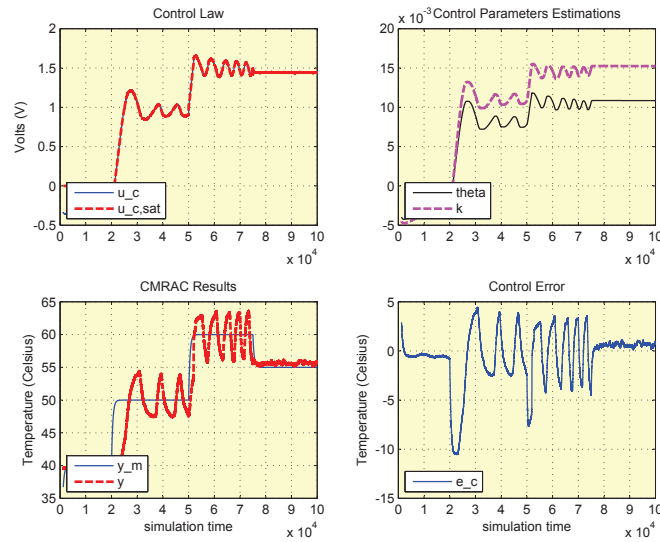 Control Law
Volts (V)
2
1.5
1
0.5
0
-0.5
u_c
u_c,sat
0 1 2 3 4 5 6 7 8 9 10
x 10^4
x 10^-3
Control Parameters Estimations
20
15
10
5
0
-5
theta
k
0 1 2 3 4 5 6 7 8 9 10
x 10^4
CMRAC Results
Temperature (Celsius)
65
60
55
50
45
40
35
y_m
y
0 1 2 3 4 5 6 7 8 9 10
simulation time
x 10^4
Control Error
Temperature (Celsius)
5
0
-5
-10
-15
e_c
0 1 2 3 4 5 6 7 8 9 10
simulation time
x 10^4